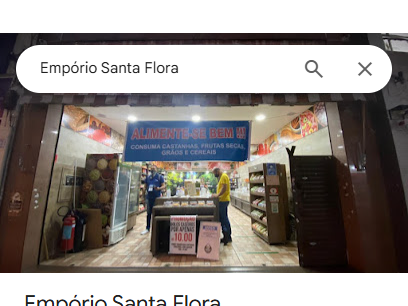 Empório Santa Flora
ALIMENTE-SE BEM !!!
CONSUMA CASTANHAS, FRUTAS SECAS,
GRÃOS E CEREAIS
POR APENAS
R$10,00
Empório Santa Flora